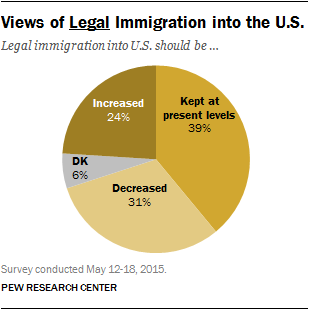 Views of Legal Immigration into the U.S.
Legal immigration into U.S. should be ...
Increased
24%
Kept at
present levels
39%
DK
6%
Decreased
31%
Survey conducted May 12-18, 2015.
PEW RESEARCH CENTER